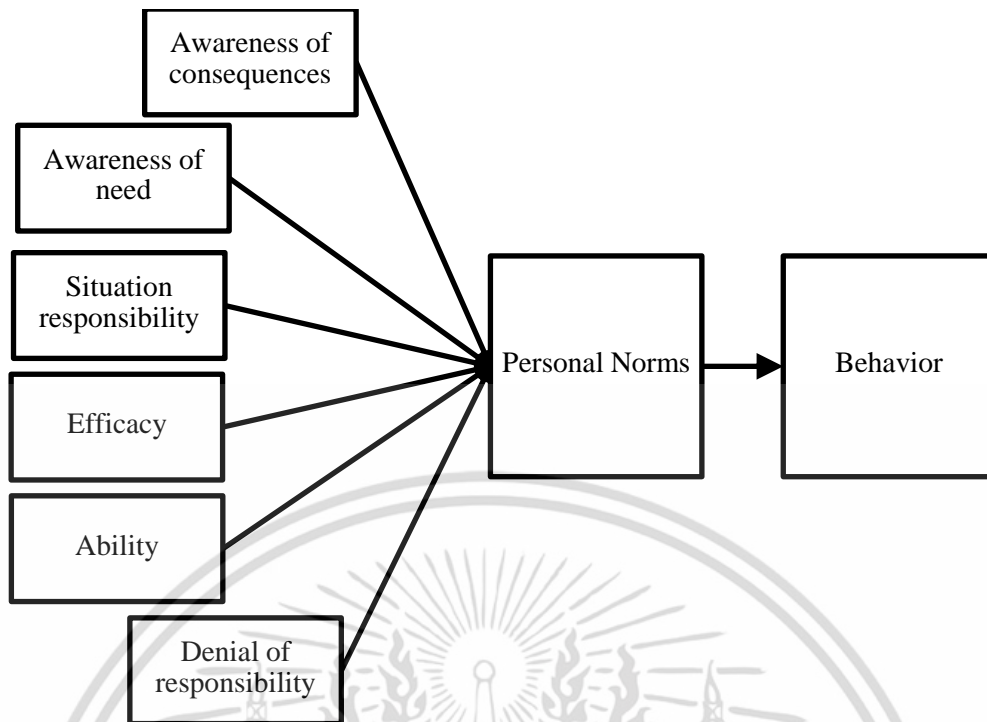 Awareness of
consequences
Awareness of
need
Situation
responsibility
Efficacy
Ability
Denial of
responsibility
Personal Norms
Behavior